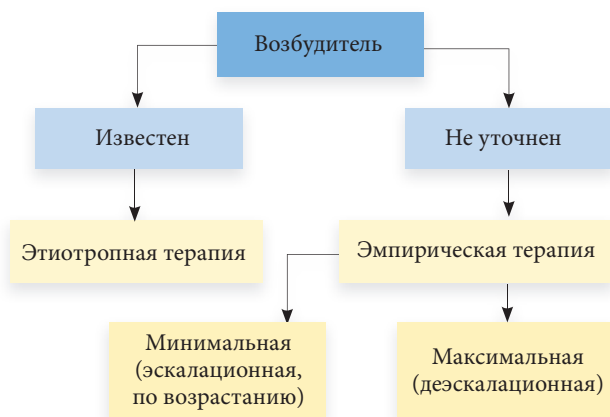 Возбудитель
Известен
Не уточнен
Этиотропная терапия
Эмпирическая терапия
Минимальная
(эскалационная,
по возрастанию)
Максимальная
(деэскалационная)